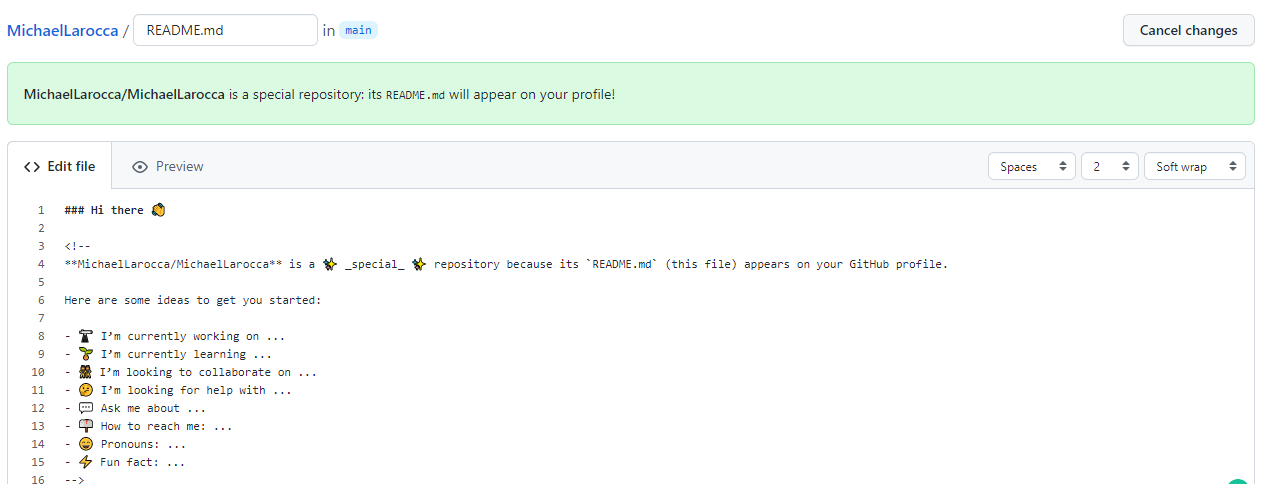 MichaelLarocca / README.md in main Cancel changes
MichaelLarocca/MichaelLarocca is a special repository: its README.md will appear on your profile!
<> Edit file Preview Spaces 2 Soft wrap
1 ### Hi there 👋
2
3 <!--
4 **MichaelLarocca/MichaelLarocca** is a ✨ _special_ ✨ repository because its `README.md` (this file) appears on your GitHub profile.
5
6 Here are some ideas to get you started:
7
8 - 🔭 I’m currently working on ...
9 - 🌱 I’m currently learning ...
10 - 👯 I’m looking to collaborate on ...
11 - 🤔 I’m looking for help with ...
12 - 💬 Ask me about ...
13 - 📫 How to reach me: ...
14 - 😄 Pronouns: ...
15 - ⚡ Fun fact: ...
16 -->